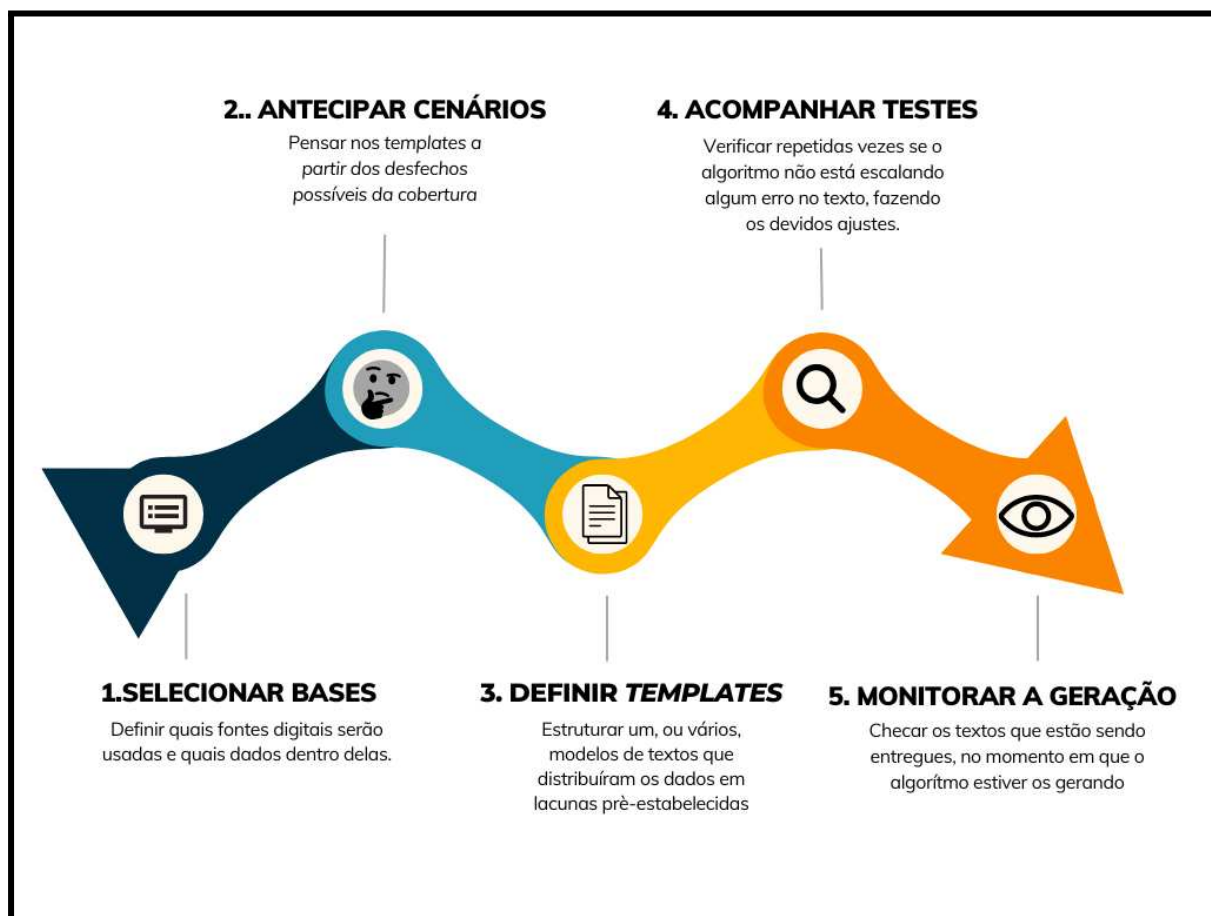 2.. ANTECIPAR CENÁRIOS
Pensar nos templates a
partir dos desfechos
possíveis da cobertura
4. ACOMPANHAR TESTES
Verificar repetidas vezes se o
algoritmo não está escalando
algum erro no texto, fazendo
os devidos ajustes.
1.SELECIONAR BASES
Definir quais fontes digitais serão
usadas e quais dados dentro delas.
3. DEFINIR TEMPLATES
Estruturar um, ou vários,
modelos de textos que
distribuíram os dados em
lacunas prè-estabelecidas
5. MONITORAR A GERAÇÃO
Checar os textos que estão sendo
entregues, no momento em que o
algorítmo estiver os gerando